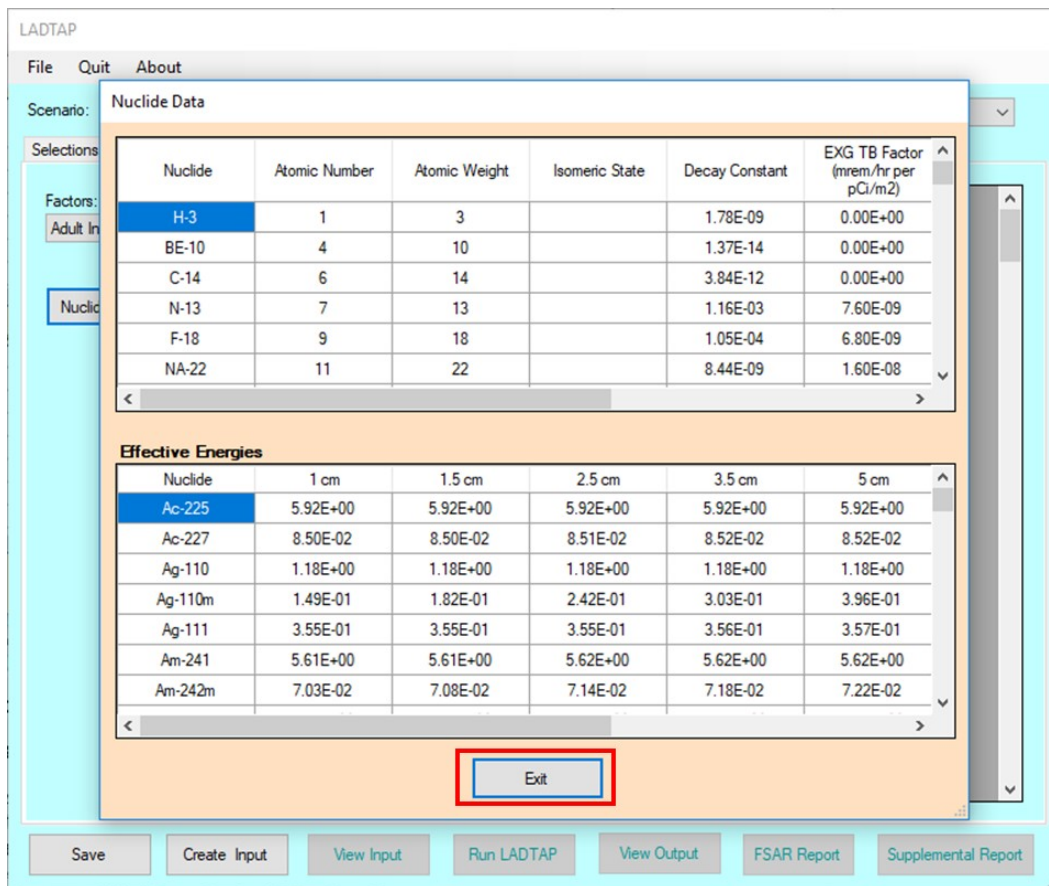 LADTAP
File Quit About
Scenario:
Nuclide Data
Selections
Factors:
Adult In
Nuclid
Nuclide Atomic Number Atomic Weight Isomeric State Decay Constant EXG TB Factor (mrem/hr per pCi/m2)
H-3 1 3 1.78E-09 0.00E+00
BE-10 4 10 1.37E-14 0.00E+00
C-14 6 14 3.84E-12 0.00E+00
N-13 7 13 1.16E-03 7.60E-09
F-18 9 18 1.05E-04 6.80E-09
NA-22 11 22 8.44E-09 1.60E-08
Effective Energies
Nuclide 1 cm 1.5 cm 2.5 cm 3.5 cm 5 cm
Ac-225 5.92E+00 5.92E+00 5.92E+00 5.92E+00 5.92E+00
Ac-227 8.50E-02 8.50E-02 8.51E-02 8.52E-02 8.52E-02
Ag-110 1.18E+00 1.18E+00 1.18E+00 1.18E+00 1.18E+00
Ag-110m 1.49E-01 1.82E-01 2.42E-01 3.03E-01 3.96E-01
Ag-111 3.55E-01 3.55E-01 3.55E-01 3.56E-01 3.57E-01
Am-241 5.61E+00 5.61E+00 5.62E+00 5.62E+00 5.62E+00
Am-242m 7.03E-02 7.08E-02 7.14E-02 7.18E-02 7.22E-02
Exit
Save Create Input View Input Run LADTAP View Output FSAR Report Supplemental Report